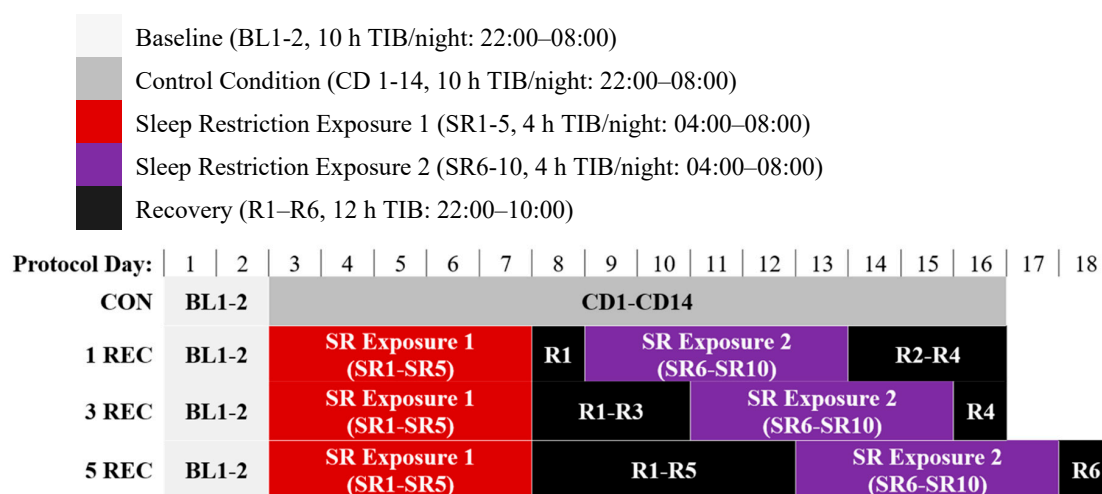 Baseline (BL1-2, 10 h TIB/night: 22:00–08:00)
Control Condition (CD 1-14, 10 h TIB/night: 22:00–08:00)
Sleep Restriction Exposure 1 (SR1-5, 4 h TIB/night: 04:00–08:00)
Sleep Restriction Exposure 2 (SR6-10, 4 h TIB/night: 04:00–08:00)
Recovery (R1–R6, 12 h TIB: 22:00–10:00)
Protocol Day: 1 2 3 4 5 6 7 8 9 10 11 12 13 14 15 16 17 18
CON BL1-2 CD1-CD14
1 REC BL1-2 SR Exposure 1 (SR1-SR5) R1 SR Exposure 2 (SR6-SR10) R2-R4
3 REC BL1-2 SR Exposure 1 (SR1-SR5) R1-R3 SR Exposure 2 (SR6-SR10) R4
5 REC BL1-2 SR Exposure 1 (SR1-SR5) R1-R5 SR Exposure 2 (SR6-SR10) R6